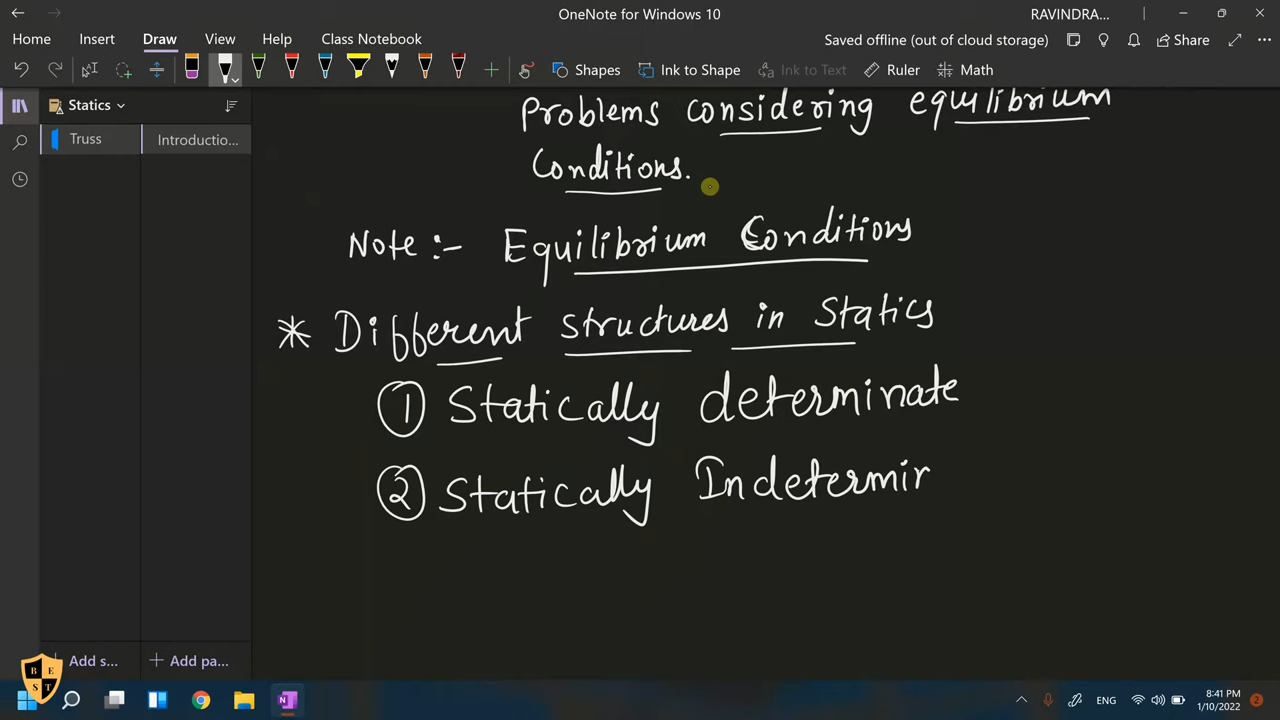 OneNote for Windows 10
RAVINDRA...
Home Insert Draw View Help Class Notebook
Saved offline (out of cloud storage)
Share
Shapes Ink to Shape Ink to Text Ruler Math
Statics
Truss
Introductio...
Problems considering equilibrium
Conditions.
Note :- Equilibrium Conditions
* Different structures in Statics
① Statically determinate
② Statically Indetermin
Add s...
Add pa...
BEST
ENG
8:41 PM
1/10/2022
2